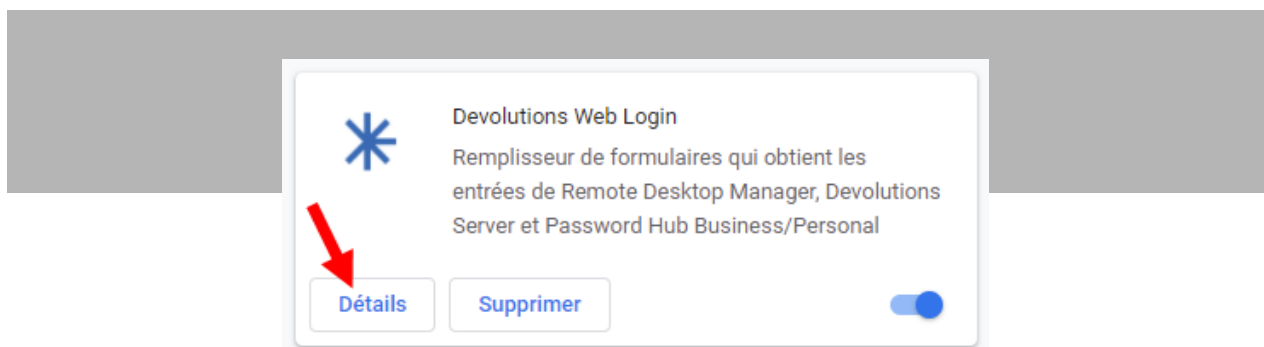 Devolutions Web Login
Remplisseur de formulaires qui obtient les
entrées de Remote Desktop Manager, Devolutions
Server et Password Hub Business/Personal
Détails
Supprimer